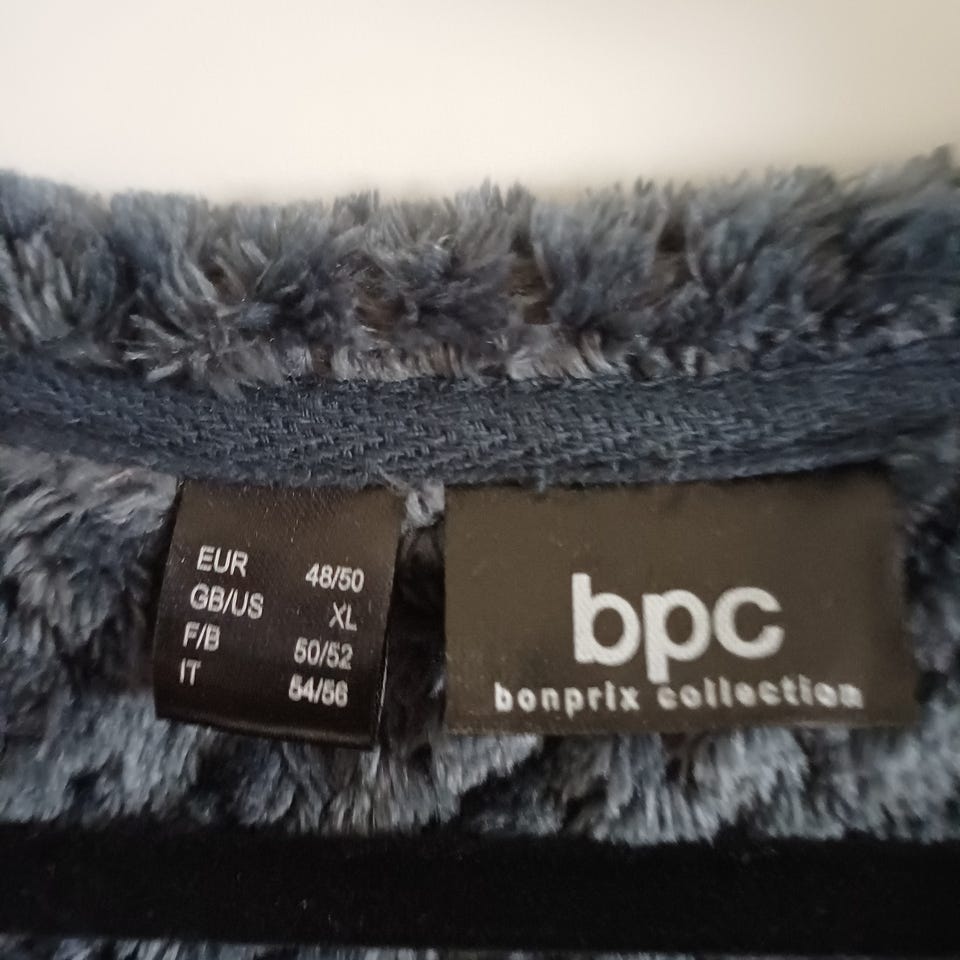 EUR 48/50
GB/US XL
F/B 50/52
IT 54/56
bpc
bonprix collection